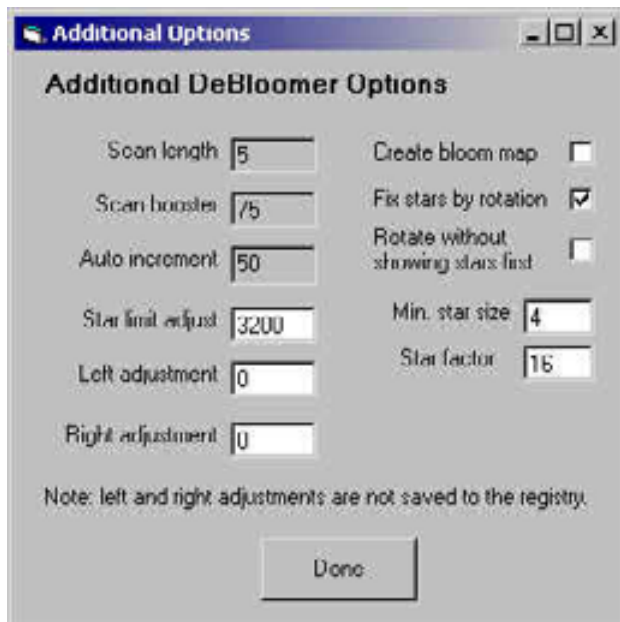 Additional Options
Additional DeBloomer Options
Scan length 5
Scan booster 75
Auto increment 50
Star limit adjust 3200
Left adjustment 0
Right adjustment 0
Create bloom map
Fix stars by rotation
Rotate without
showing stars first
Min. star size 4
Star factor 16
Note: left and right adjustments are not saved to the registry.
Done